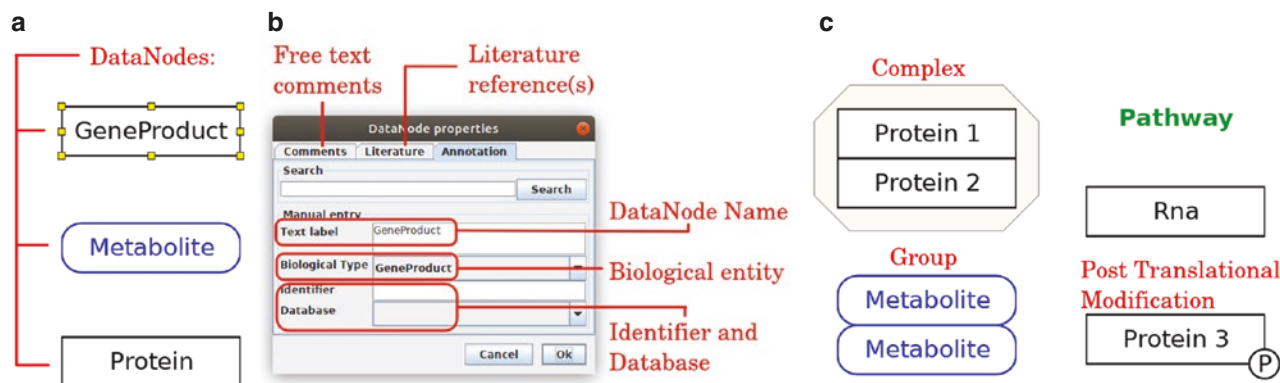 a
DataNodes:
GeneProduct
Metabolite
Protein
b
Free text
comments
Literature
reference(s)
DataNode properties
Comments Literature Annotation
Search
Search
Manual entry
Text label GeneProduct
Biological Type GeneProduct
Identifier
Database
Cancel Ok
DataNode Name
Biological entity
Identifier and
Database
c
Complex
Protein 1
Protein 2
Group
Metabolite
Metabolite
Pathway
Rna
Post Translational
Modification
Protein 3
P